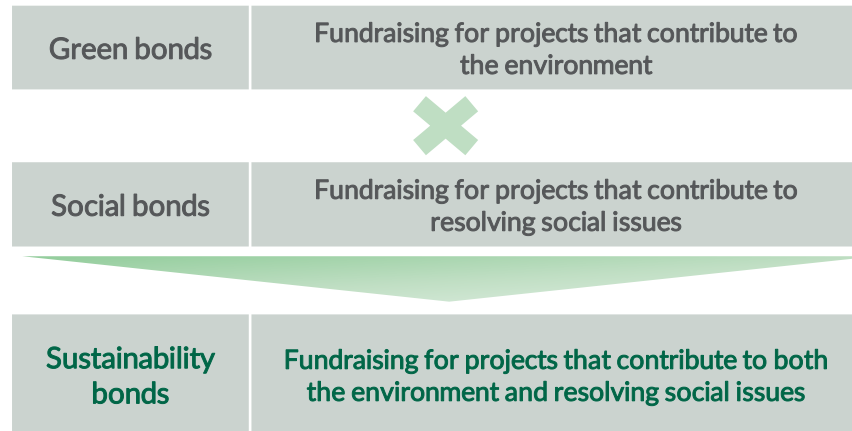 Green bonds
Fundraising for projects that contribute to
the environment
Social bonds
Fundraising for projects that contribute to
resolving social issues
Sustainability
bonds
Fundraising for projects that contribute to both
the environment and resolving social issues